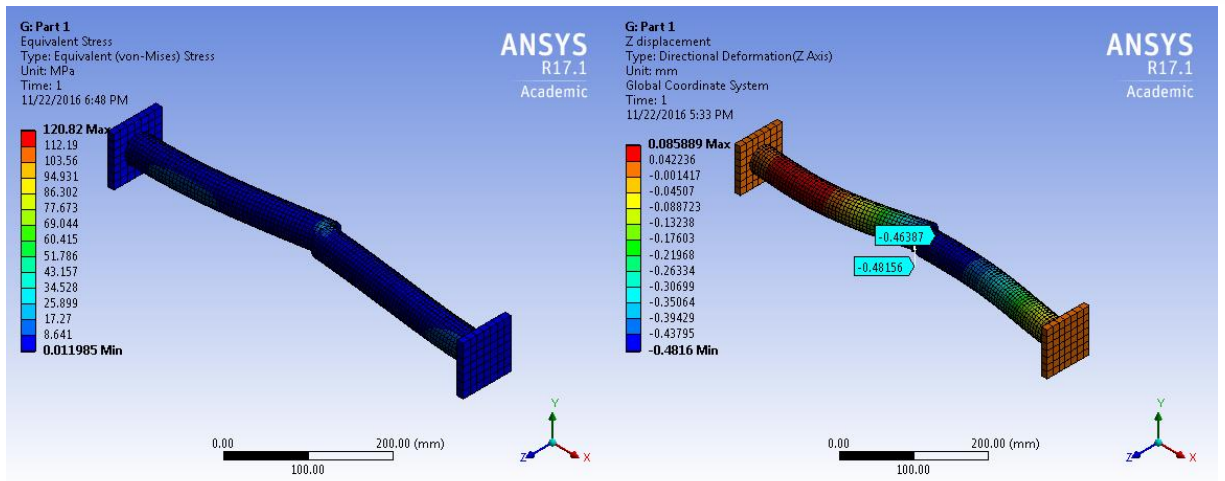 G: Part 1
Equivalent Stress
Type: Equivalent (von-Mises) Stress
Unit: MPa
Time: 1
11/22/2016 6:48 PM
ANSYS
R17.1
Academic
120.82 Max
112.19
103.56
94.931
86.302
77.673
69.044
60.415
51.786
43.157
34.528
25.899
17.27
8.641
0.011985 Min
0.00
200.00 (mm)
100.00
Y
Z
X
G: Part 1
Z displacement
Type: Directional Deformation(Z Axis)
Unit: mm
Global Coordinate System
Time: 1
11/22/2016 5:33 PM
ANSYS
R17.1
Academic
0.085889 Max
0.042236
-0.001417
-0.04507
-0.088723
-0.13238
-0.17603
-0.21968
-0.26334
-0.30699
-0.35064
-0.39429
-0.43795
-0.4816 Min
-0.46387
-0.48156
0.00
200.00 (mm)
100.00
Y
Z
X